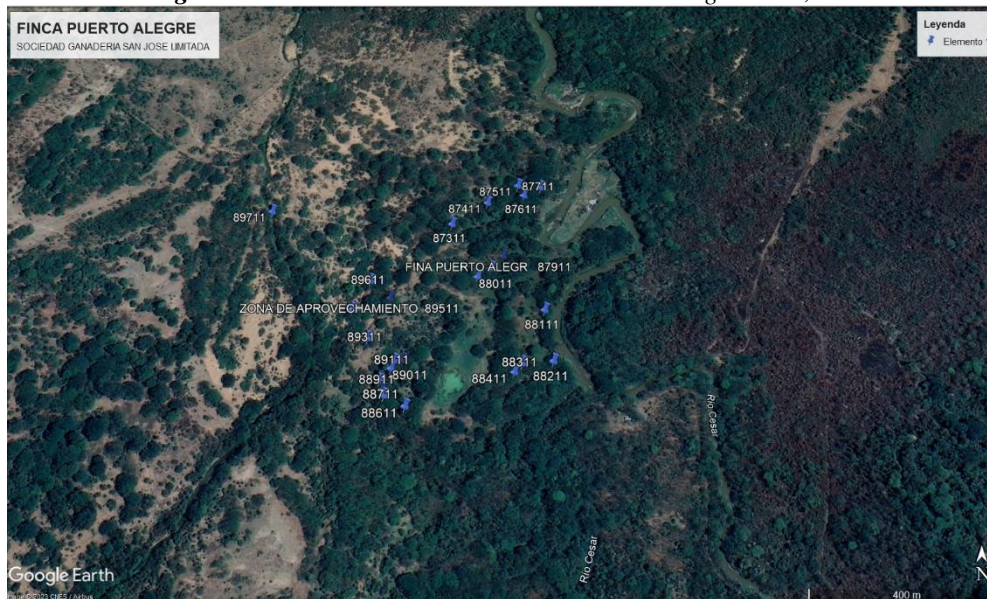 FINCA PUERTO ALEGRE
SOCIEDAD GANADERIA SAN JOSE LIMITADA
Leyenda
Elemento
87511
87711
87411
87611
89711
87311
FINA PUERTO ALEGR 87911
89611
88011
ZONA DE APROVECHAMIENTO 89511
88111
89311
89111
88311
88911
89011
88411
88211
88711
88611
Rio Cesar
Rio Cesar
Google Earth
400 m
N